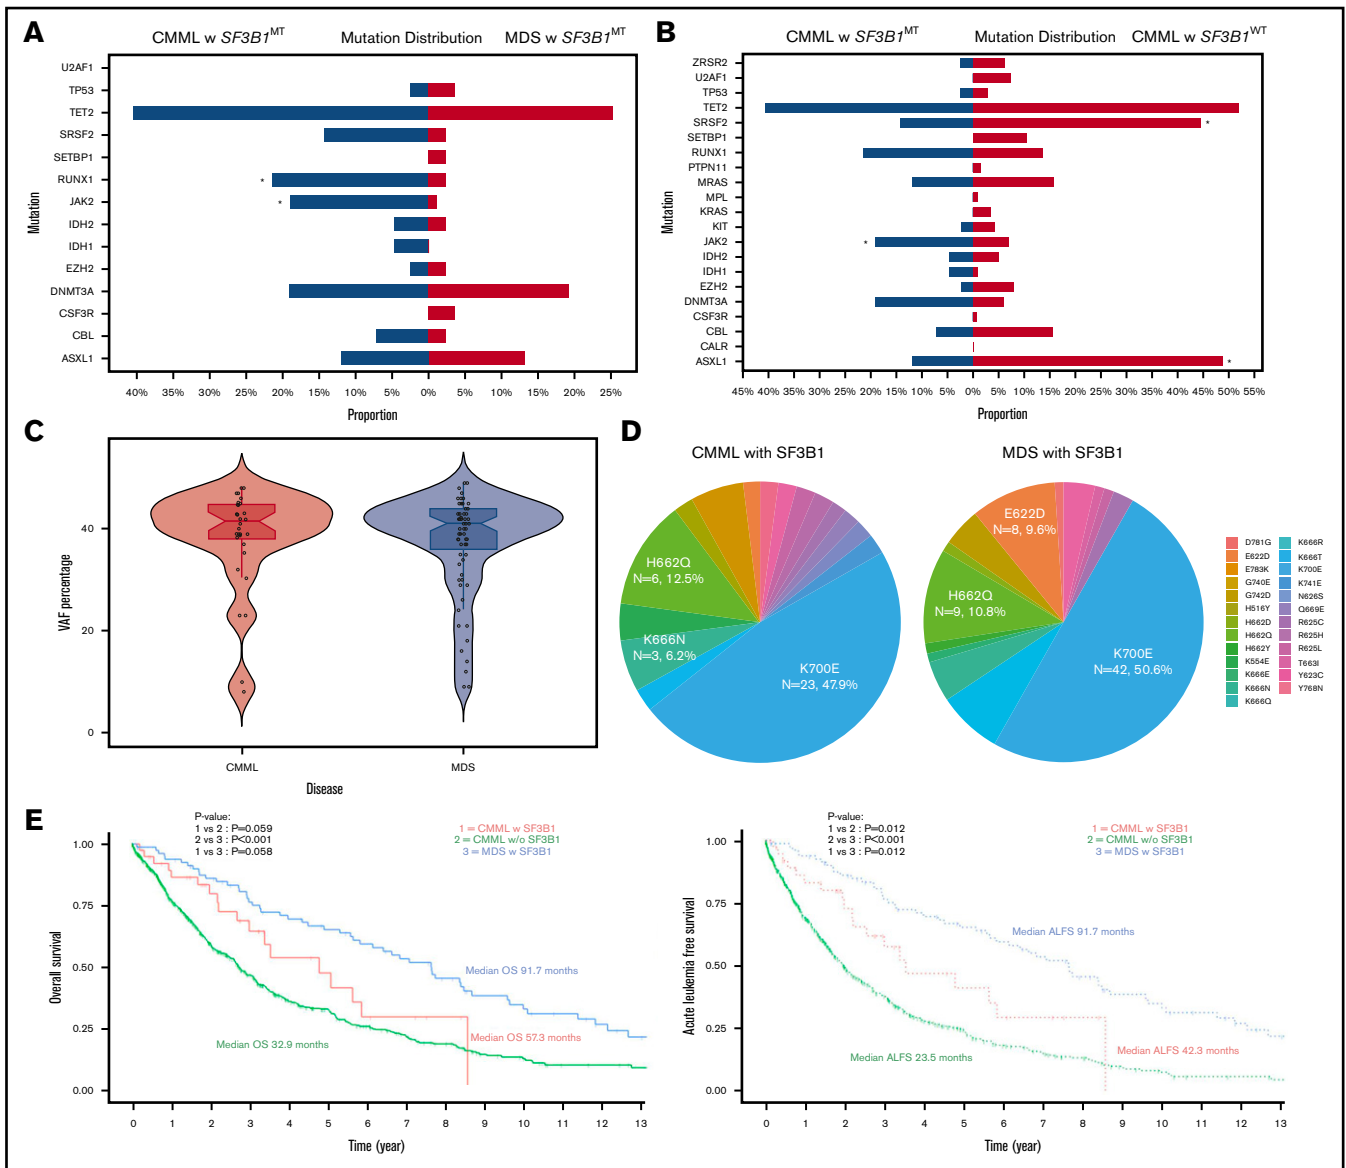 A
CMML w SF3B1MT
Mutation Distribution
MDS w SF3B1MT
Mutation
U2AF1
TP53
TET2
SRSF2
SETBP1
RUNX1
*
JAK2
*
IDH2
IDH1
EZH2
DNMT3A
CSF3R
CBL
ASXL1
40% 35% 30% 25% 20% 15% 10% 5% 0% 5% 10% 15% 20% 25%
Proportion
B
CMML w SF3B1MT
Mutation Distribution
CMML w SF3B1WT
Mutation
ZRSR2
U2AF1
TP53
TET2
SRSF2
*
SETBP1
RUNX1
PTPN11
MRAS
MPL
KRAS
KIT
JAK2
*
IDH2
IDH1
EZH2
DNMT3A
CSF3R
CBL
CALR
ASXL1
*
45% 40% 35% 30% 25% 20% 15% 10% 5% 0% 5% 10% 15% 20% 25% 30% 35% 40% 45% 50% 55%
Proportion
C
VAF percentage
40
20
0
CMML
MDS
Disease
D
CMML with SF3B1
H662Q
N=6, 12.5%
K666N
N=3, 6.2%
K700E
N=23, 47.9%
MDS with SF3B1
E622D
N=8, 9.6%
H662Q
N=9, 10.8%
K700E
N=42, 50.6%
D781G
E622D
E783K
G740E
G742D
H516Y
H662D
H662Q
H662Y
K554E
K666E
K666N
K666Q
K666R
K666T
K700E
K741E
N626S
Q669E
R625C
R625H
R625L
T663I
Y623C
Y768N
E
P-value:
1 vs 2 : P=0.059
2 vs 3 : P<0.001
1 vs 3 : P=0.058
1 = CMML w SF3B1
2 = CMML w/o SF3B1
3 = MDS w SF3B1
Overall survival
1.00
0.75
0.50
0.25
0.00
Median OS 91.7 months
Median OS 57.3 months
Median OS 32.9 months
0 1 2 3 4 5 6 7 8 9 10 11 12 13
Time (year)
P-value:
1 vs 2 : P=0.012
2 vs 3 : P<0.001
1 vs 3 : P=0.012
1 = CMML w SF3B1
2 = CMML w/o SF3B1
3 = MDS w SF3B1
Acute leukemia free survival
1.00
0.75
0.50
0.25
0.00
Median ALFS 91.7 months
Median ALFS 42.3 months
Median ALFS 23.5 months
0 1 2 3 4 5 6 7 8 9 10 11 12 13
Time (year)